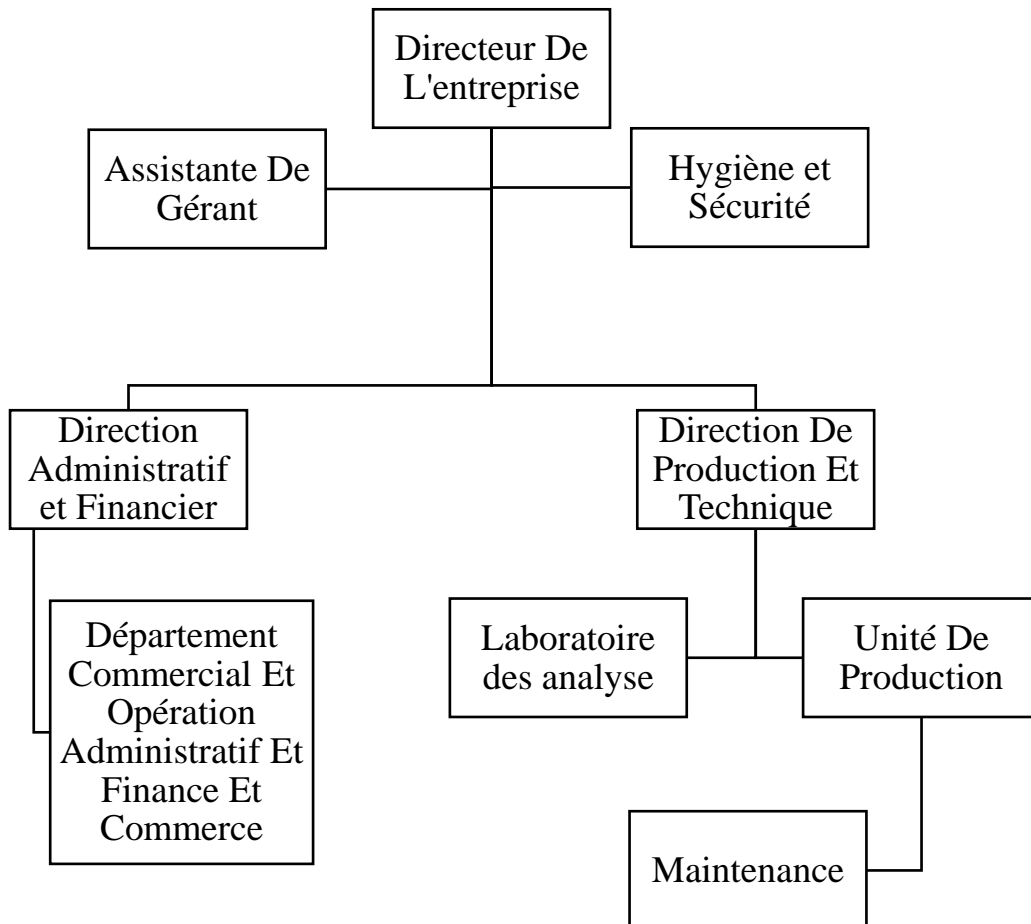 Directeur De
L'entreprise
Assistante De
Gérant
Hygiène et
Sécurité
Direction
Administratif
et Financier
Direction De
Production Et
Technique
Département
Commercial Et
Opération
Administratif Et
Finance Et
Commerce
Laboratoire
des analyse
Unité De
Production
Maintenance